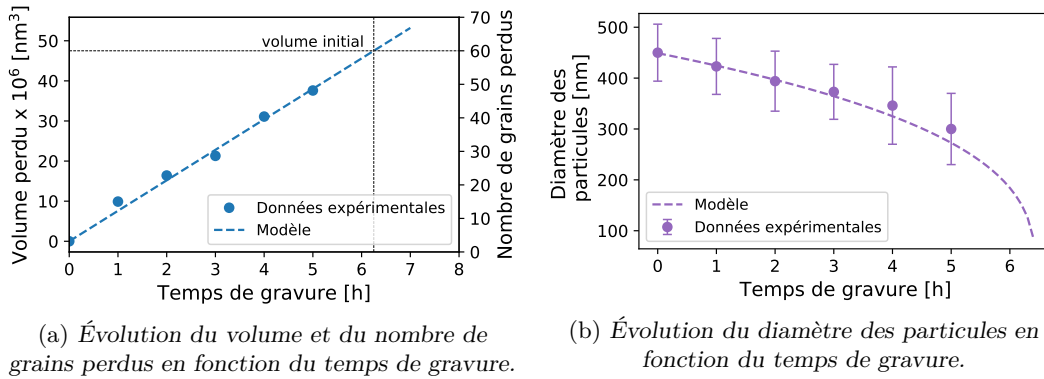 volume initial
Volume perdu x 10⁶ [nm³]
50
40
30
20
10
0
70
60
50
40
30
20
10
0
Nombre de grains perdus
Données expérimentales
Modèle
0 1 2 3 4 5 6 7 8
Temps de gravure [h]
(a) Évolution du volume et du nombre de
grains perdus en fonction du temps de gravure.
Diamètre des
particules [nm]
500
400
300
200
100
Modèle
Données expérimentales
0 1 2 3 4 5 6
Temps de gravure [h]
(b) Évolution du diamètre des particules en
fonction du temps de gravure.